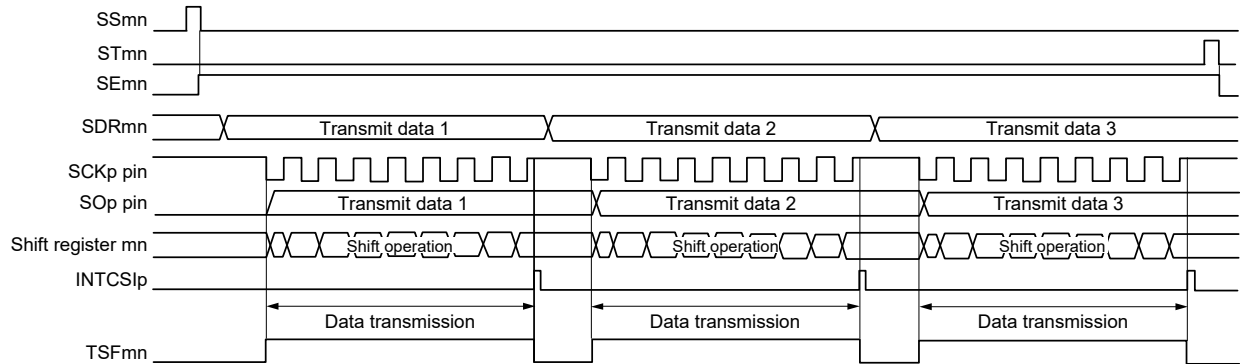 SSmn
STmn
SEmn
SDRmn Transmit data 1 Transmit data 2 Transmit data 3
SCKp pin
SOp pin Transmit data 1 Transmit data 2 Transmit data 3
Shift register mn Shift operation Shift operation Shift operation
INTCSIp
Data transmission Data transmission Data transmission
TSFmn